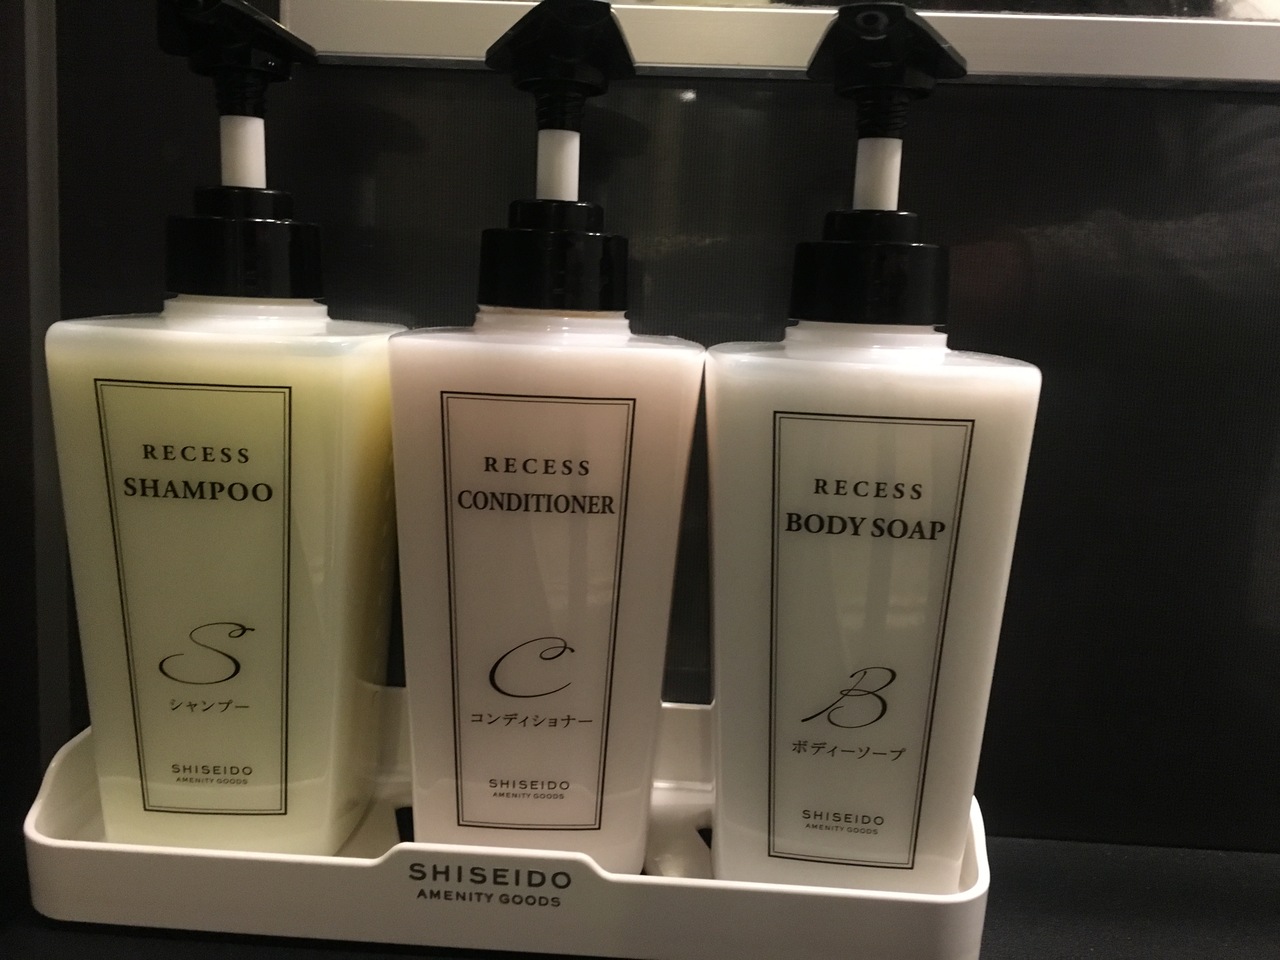 RECESS
SHAMPOO
S
シャンプー
SHISEIDO
AMENITY GOODS
RECESS
CONDITIONER
C
コンディショナー
SHISEIDO
AMENITY GOODS
RECESS
BODY SOAP
B
ボディーソープ
SHISEIDO
AMENITY GOODS
SHISEIDO
AMENITY GOODS